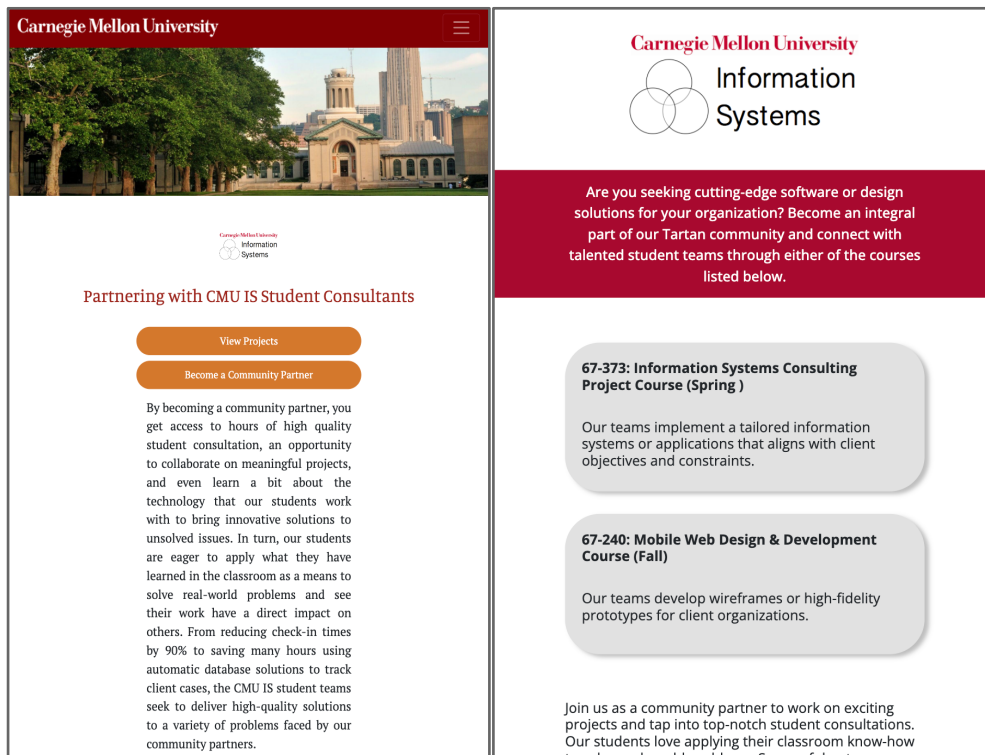 Carnegie Mellon University
Carnegie Mellon University
Information
Systems
Partnering with CMU IS Student Consultants
View Projects
Become a Community Partner
By becoming a community partner, you
get access to hours of high quality
student consultation, an opportunity
to collaborate on meaningful projects,
and even learn a bit about the
technology that our students work
with to bring innovative solutions to
unsolved issues. In turn, our students
are eager to apply what they have
learned in the classroom as a means to
solve real-world problems and see
their work have a direct impact on
others. From reducing check-in times
by 90% to saving many hours using
automatic database solutions to track
client cases, the CMU IS student teams
seek to deliver high-quality solutions
to a variety of problems faced by our
community partners.
Carnegie Mellon University
Information
Systems
Are you seeking cutting-edge software or design
solutions for your organization? Become an integral
part of our Tartan community and connect with
talented student teams through either of the courses
listed below.
67-373: Information Systems Consulting
Project Course (Spring )
Our teams implement a tailored information
systems or applications that aligns with client
objectives and constraints.
67-240: Mobile Web Design & Development
Course (Fall)
Our teams develop wireframes or high-fidelity
prototypes for client organizations.
Join us as a community partner to work on exciting
projects and tap into top-notch student consultations.
Our students love applying their classroom know-how